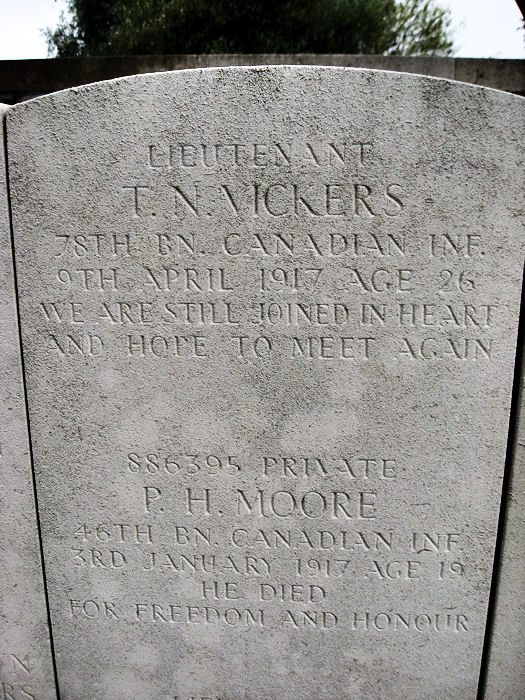 LIEUTENANT
T. N. VICKERS
78TH BN. CANADIAN INF.
9TH APRIL 1917 AGE 26
WE ARE STILL JOINED IN HEART
AND HOPE TO MEET AGAIN
886395 PRIVATE
P. H. MOORE
46TH BN. CANADIAN INF.
3RD JANUARY 1917 AGE 19
HE DIED
FOR FREEDOM AND HONOUR